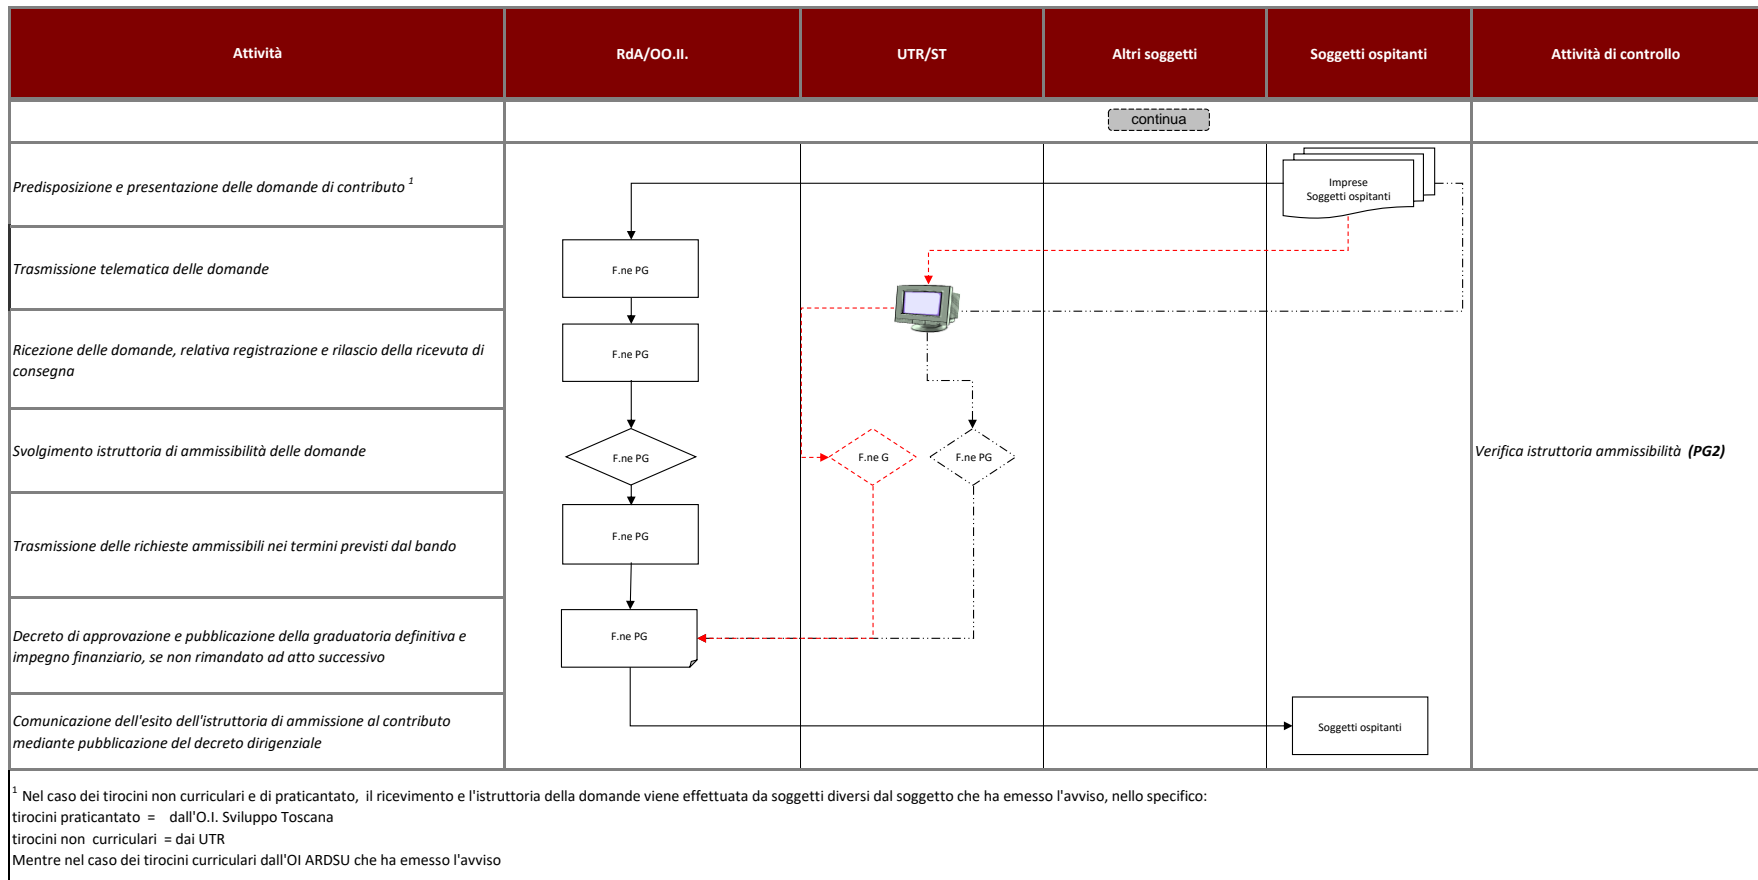 Attività
RdA/OO.II.
UTR/ST
Altri soggetti
Soggetti ospitanti
Attività di controllo
continua
Predisposizione e presentazione delle domande di contributo ¹
Imprese
Soggetti ospitanti
Trasmissione telematica delle domande
F.ne PG
Ricezione delle domande, relativa registrazione e rilascio della ricevuta di
consegna
F.ne PG
Svolgimento istruttoria di ammissibilità delle domande
F.ne PG
F.ne G
F.ne PG
Verifica istruttoria ammissibilità (PG2)
Trasmissione delle richieste ammissibili nei termini previsti dal bando
F.ne PG
Decreto di approvazione e pubblicazione della graduatoria definitiva e
impegno finanziario, se non rimandato ad atto successivo
F.ne PG
Comunicazione dell'esito dell'istruttoria di ammissione al contributo
mediante pubblicazione del decreto dirigenziale
Soggetti ospitanti
¹ Nel caso dei tirocini non curriculari e di praticantato, il ricevimento e l'istruttoria della domande viene effettuata da soggetti diversi dal soggetto che ha emesso l'avviso, nello specifico:
tirocini praticantato = dall'O.I. Sviluppo Toscana
tirocini non curriculari = dai UTR
Mentre nel caso dei tirocini curriculari dall'OI ARDSU che ha emesso l'avviso